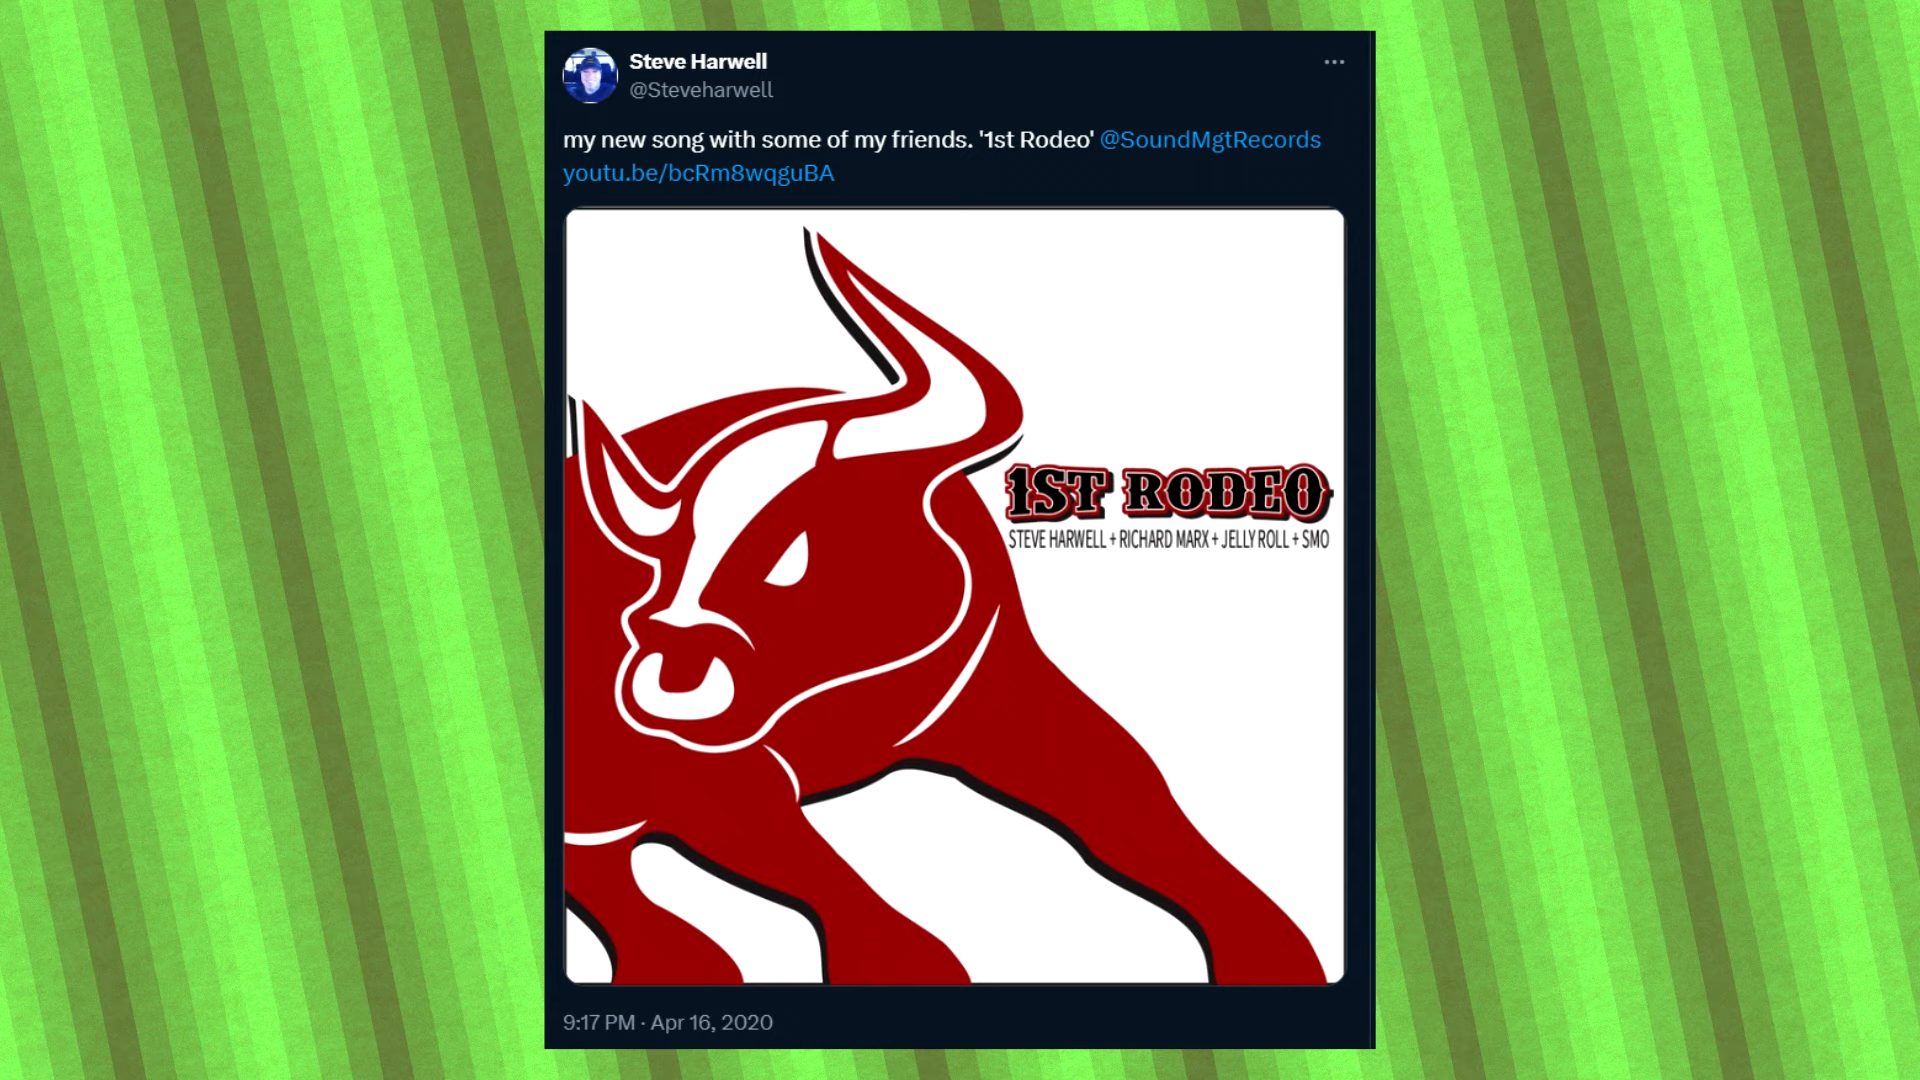 Steve Harwell
@Steveharwell
my new song with some of my friends. '1st Rodeo' @SoundMgtRecords
youtu.be/bcRm8wqguBA
1ST RODEO
STEVE HARWELL + RICHARD MARX + JELLY ROLL + SMO
9:17 PM · Apr 16, 2020